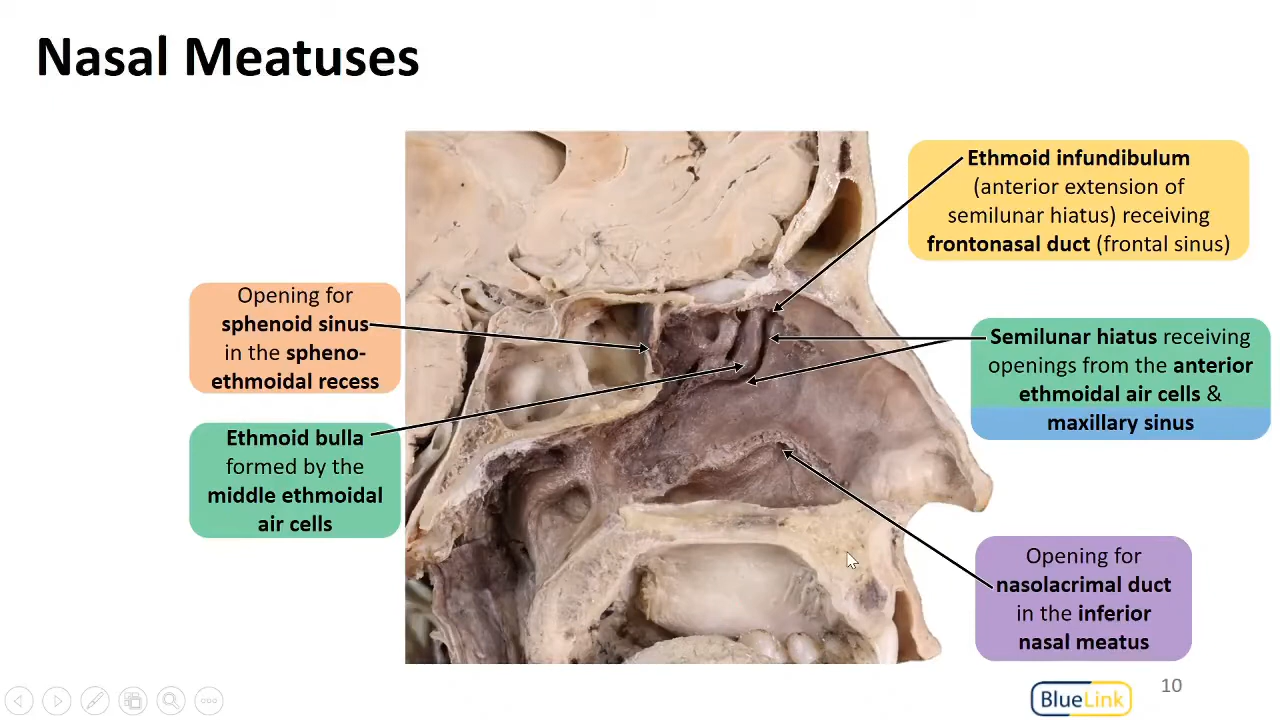 Nasal Meatuses
Ethmoid infundibulum
(anterior extension of
semilunar hiatus) receiving
frontonasal duct (frontal sinus)
Opening for
sphenoid sinus
in the spheno-
ethmoidal recess
Semilunar hiatus receiving
openings from the anterior
ethmoidal air cells &
maxillary sinus
Ethmoid bulla
formed by the
middle ethmoidal
air cells
Opening for
nasolacrimal duct
in the inferior
nasal meatus
BlueLink
10